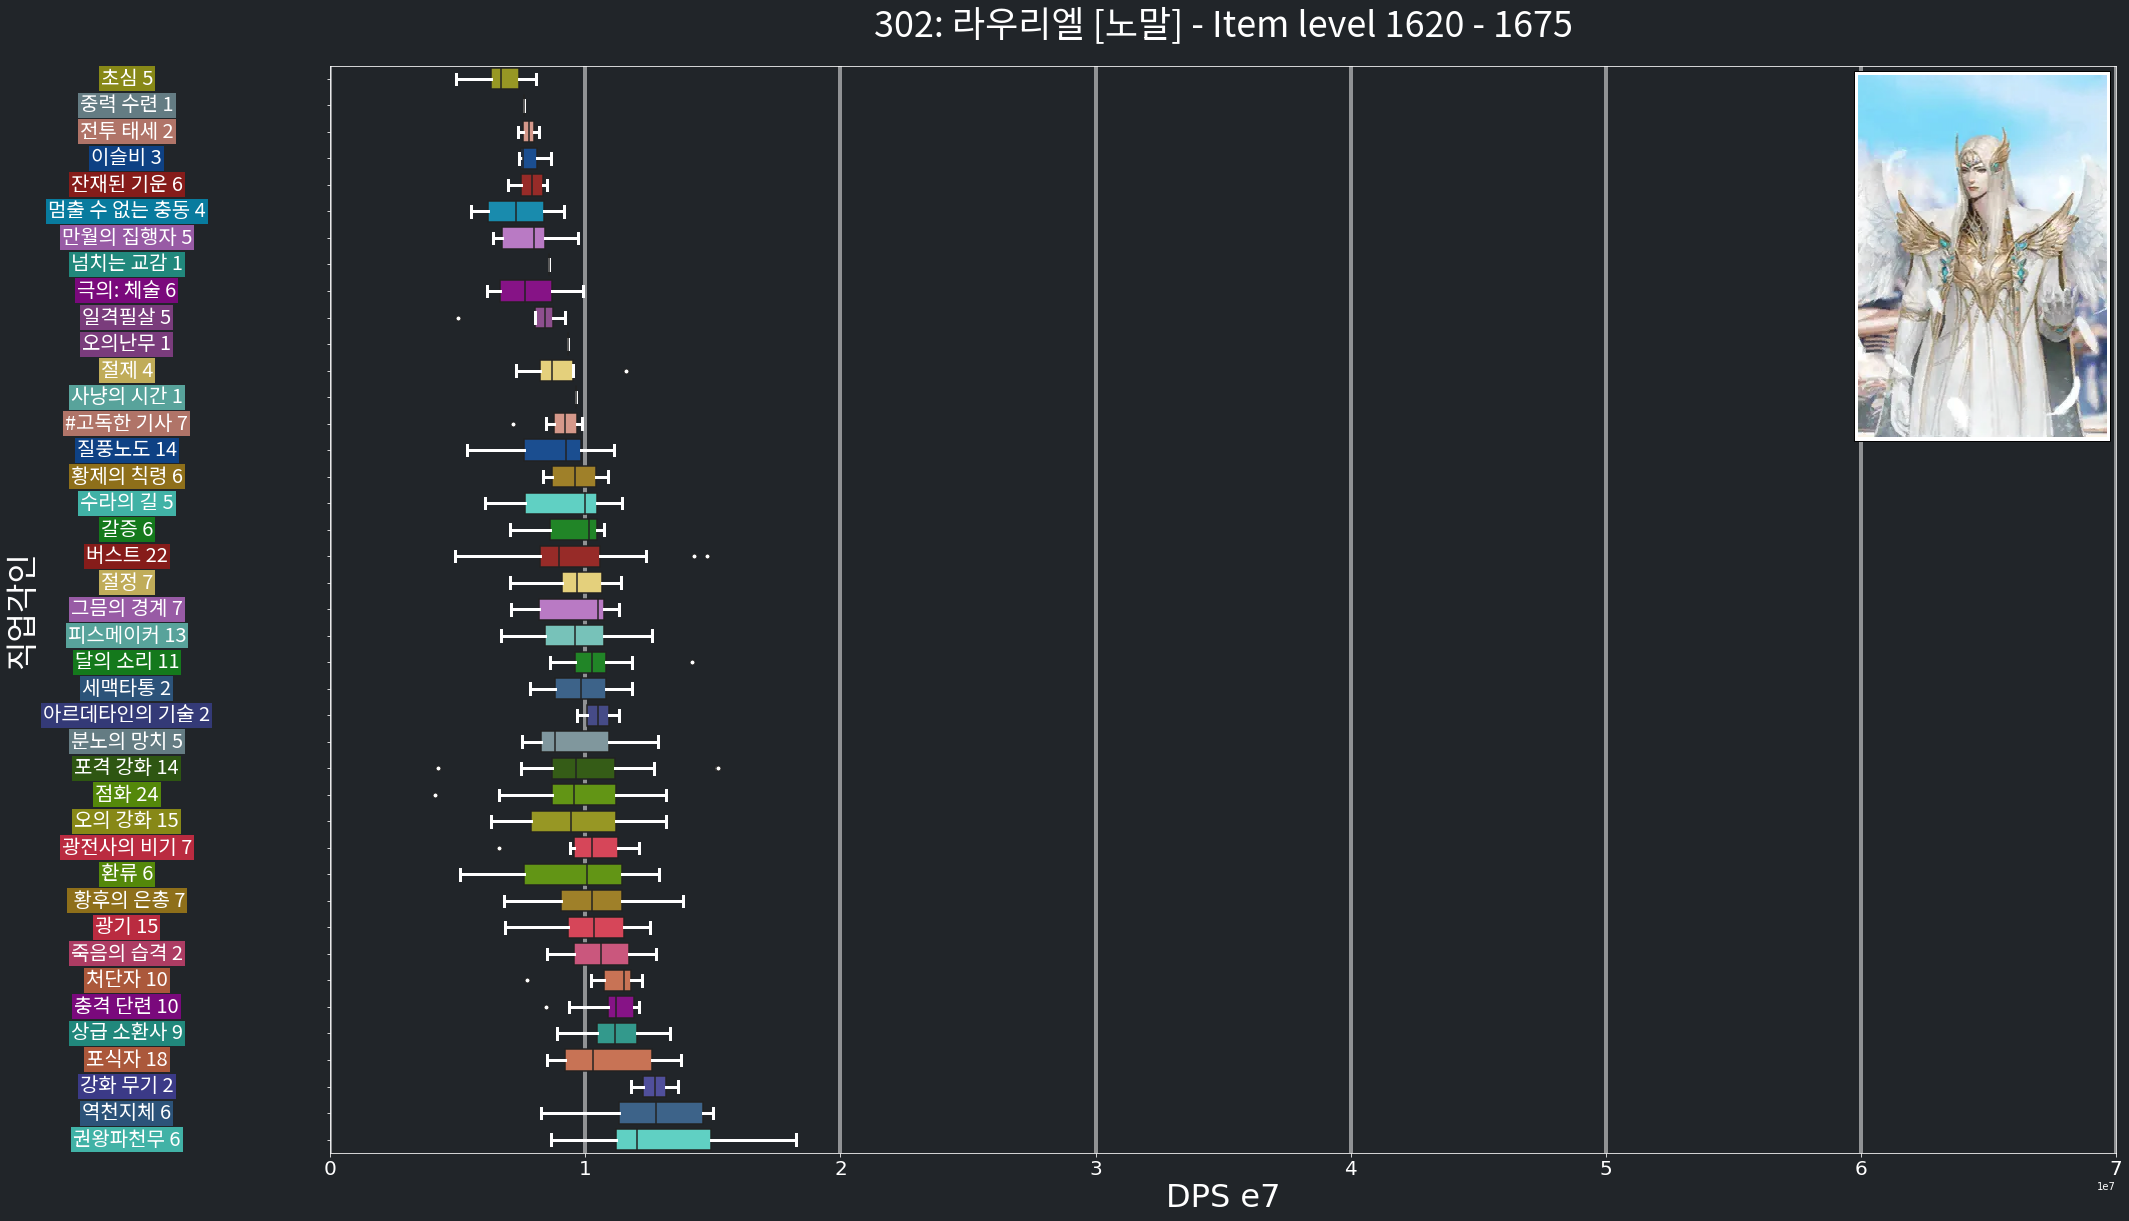 302: 라우리엘 [노말] - Item level 1620 - 1675
초심 5
중력 수련 1
전투 태세 2
이슬비 3
잔재된 기운 6
멈출 수 없는 충동 4
만월의 집행자 5
넘치는 교감 1
극의: 체술 6
일격필살 5
오의난무 1
절제 4
사냥의 시간 1
#고독한 기사 7
질풍노도 14
황제의 칙령 6
수라의 길 5
갈증 6
버스트 22
절정 7
그믐의 경계 7
피스메이커 13
달의 소리 11
세맥타통 2
아르데타인의 기술 2
분노의 망치 5
포격 강화 14
점화 24
오의 강화 15
광전사의 비기 7
환류 6
황후의 은총 7
광기 15
죽음의 습격 2
처단자 10
충격 단련 10
상급 소환사 9
포식자 18
강화 무기 2
역천지체 6
권왕파천무 6
직업각인
0 1 2 3 4 5 6 7
DPS e7
1e7